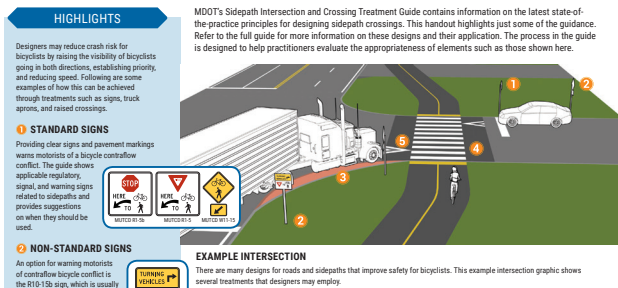 HIGHLIGHTS
Designers may reduce crash risk for
bicyclists by raising the visibility of bicyclists
going in both directions, establishing priority,
and reducing speed. Following are some
examples of how this can be achieved
through treatments such as signs, truck
aprons, and raised crossings.
1 STANDARD SIGNS
Providing clear signs and pavement markings
warns motorists of a bicycle contraflow
conflict. The guide shows
applicable regulatory,
signal, and warning signs
related to sidepaths and
provides suggestions
on when they should be
used.
STOP
HERE
TO
MUTCD R1-5b
HERE
TO
MUTCD R1-5
MUTCD W11-15
2 NON-STANDARD SIGNS
An option for warning motorists
of contraflow bicycle conflict is
the R10-15b sign, which is usually
TURNING
VEHICLES
MDOT's Sidepath Intersection and Crossing Treatment Guide contains information on the latest state-of-
the-practice principles for designing sidepath crossings. This handout highlights just some of the guidance.
Refer to the full guide for more information on these designs and their application. The process in the guide
is designed to help practitioners evaluate the appropriateness of elements such as those shown here.
1
2
5
4
3
2
EXAMPLE INTERSECTION
There are many designs for roads and sidepaths that improve safety for bicyclists. This example intersection graphic shows
several treatments that designers may employ.